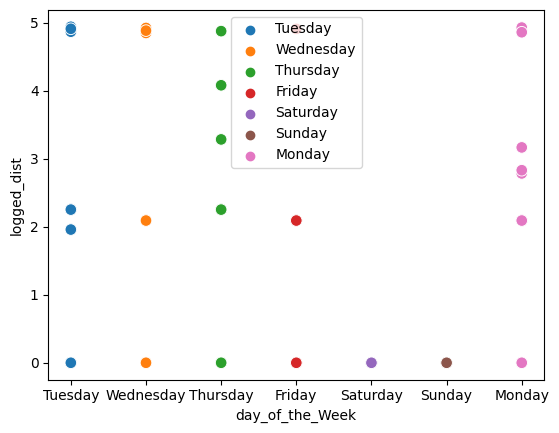 5
4
3
2
1
0
logged_dist
Tuesday
Wednesday
Thursday
Friday
Saturday
Sunday
Monday
Tuesday Wednesday Thursday Friday Saturday Sunday Monday
day_of_the_Week